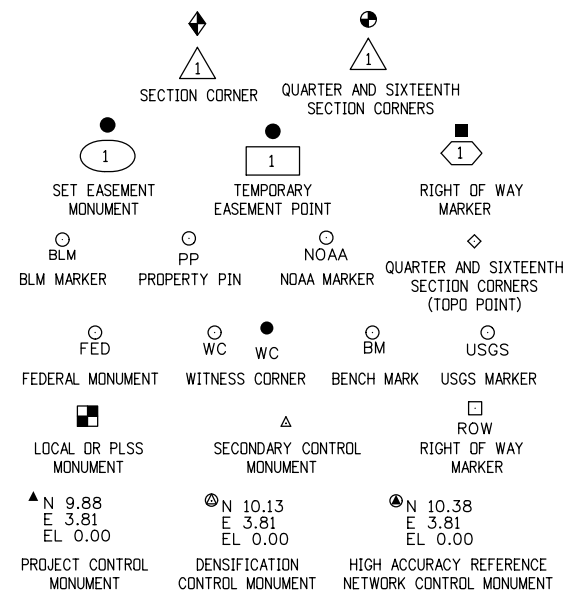 1
1
SECTION CORNER
QUARTER AND SIXTEENTH
SECTION CORNERS
1
1
1
SET EASEMENT
MONUMENT
TEMPORARY
EASEMENT POINT
RIGHT OF WAY
MARKER
BLM
BLM MARKER
PP
PROPERTY PIN
NOAA
NOAA MARKER
QUARTER AND SIXTEENTH
SECTION CORNERS
(TOPO POINT)
FED
FEDERAL MONUMENT
WC
WC
WITNESS CORNER
BM
BENCH MARK
USGS
USGS MARKER
LOCAL OR PLSS
MONUMENT
SECONDARY CONTROL
MONUMENT
ROW
RIGHT OF WAY
MARKER
N 9.88
E 3.81
EL 0.00
PROJECT CONTROL
MONUMENT
N 10.13
E 3.81
EL 0.00
DENSIFICATION
CONTROL MONUMENT
N 10.38
E 3.81
EL 0.00
HIGH ACCURACY REFERENCE
NETWORK CONTROL MONUMENT